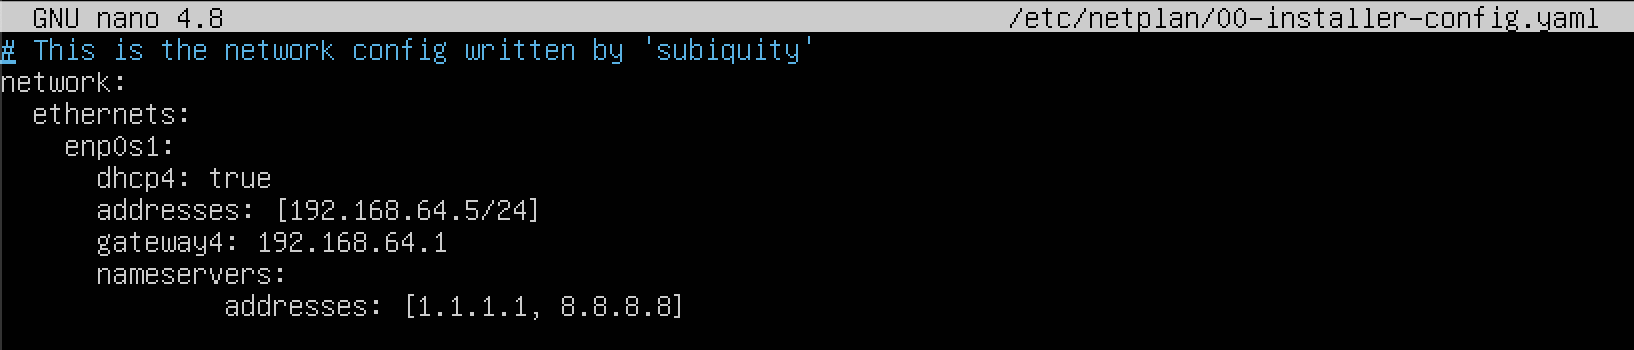 GNU nano 4.8 /etc/netplan/00-installer-config.yaml
# This is the network config written by 'subiquity'
network:
  ethernets:
    enp0s1:
      dhcp4: true
      addresses: [192.168.64.5/24]
      gateway4: 192.168.64.1
      nameservers:
              addresses: [1.1.1.1, 8.8.8.8]